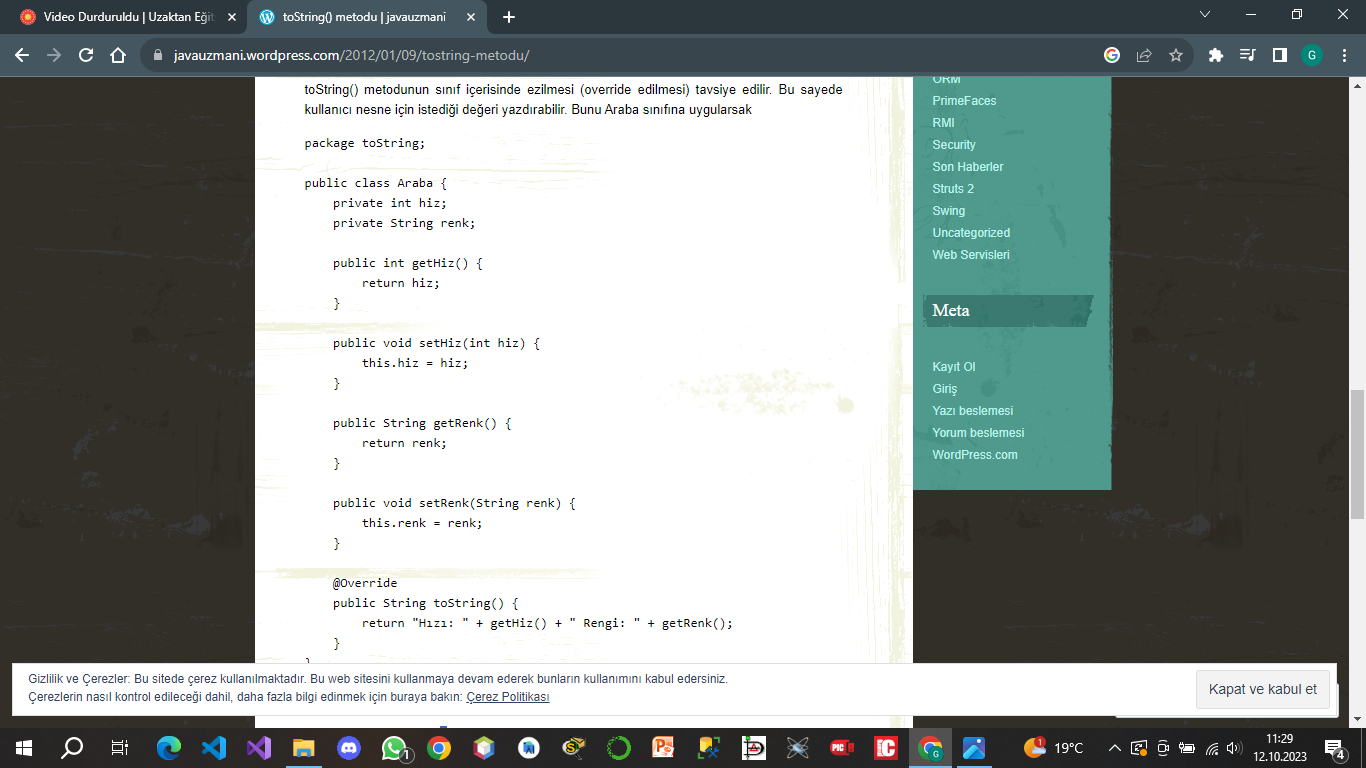 Video Durduruldu | Uzaktan Eğit
toString() metodu | javauzmani
javauzmani.wordpress.com/2012/01/09/tostring-metodu/
G
toString() metodunun sınıf içerisinde ezilmesi (override edilmesi) tavsiye edilir. Bu sayede
kullanıcı nesne için istediği değeri yazdırabilir. Bunu Araba sınıfına uygularsak
package toString;
public class Araba {
private int hiz;
private String renk;
public int getHiz() {
return hiz;
}
public void setHiz(int hiz) {
this.hiz = hiz;
}
public String getRenk() {
return renk;
}
public void setRenk(String renk) {
this.renk = renk;
}
@Override
public String toString() {
return "Hızı: " + getHiz() + " Rengi: " + getRenk();
}
}
ORM
PrimeFaces
RMI
Security
Son Haberler
Struts 2
Swing
Uncategorized
Web Servisleri
Meta
Kayıt Ol
Giriş
Yazı beslemesi
Yorum beslemesi
WordPress.com
Gizlilik ve Çerezler: Bu sitede çerez kullanılmaktadır. Bu web sitesini kullanmaya devam ederek bunların kullanımını kabul edersiniz.
Çerezlerin nasıl kontrol edileceği dahil, daha fazla bilgi edinmek için buraya bakın: Çerez Politikası
Kapat ve kabul et
1
PIC
iC
G
1
19°C
11:29
12.10.2023
4